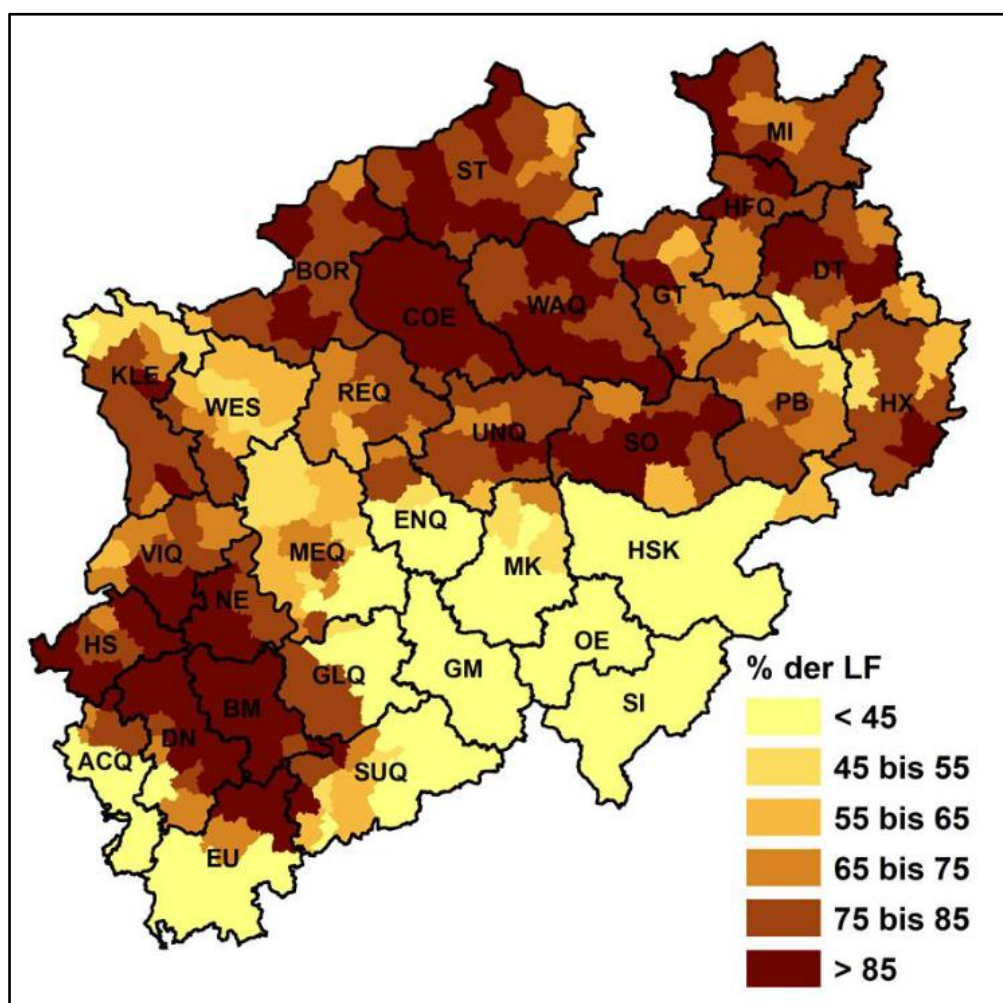 MI
ST
HFQ
BOR
DT
WAQ
GT
COE
KLE
REQ
WES
PB
HX
UNQ
SO
ENQ
VIQ
MEQ
HSK
MK
NE
HS
OE
GLQ
GM
% der LF
SI
BM
< 45
DN
ACQ
SUQ
45 bis 55
55 bis 65
EU
65 bis 75
75 bis 85
> 85